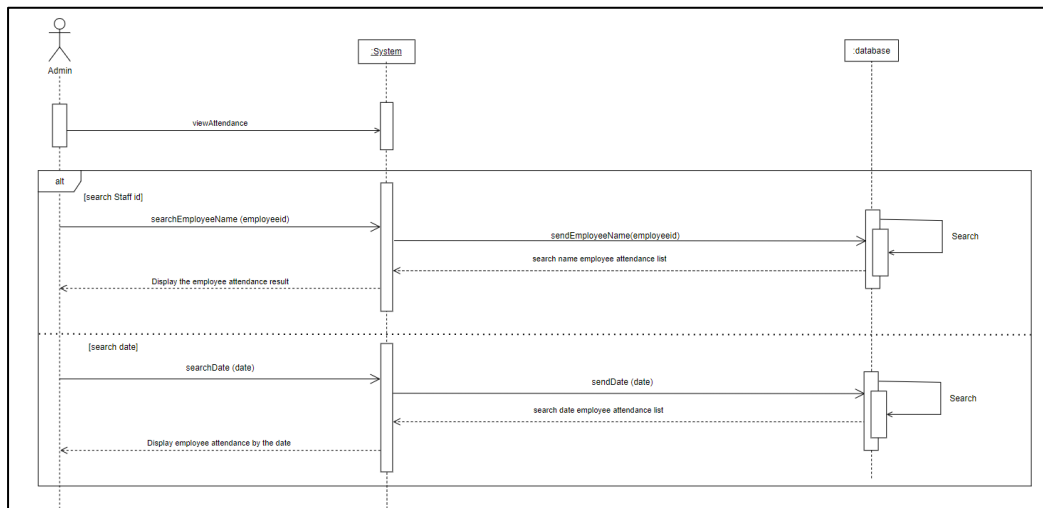 :System
:database
Admin
viewAttendance
alt
[search Staff id]
searchEmployeeName (employeeid)
sendEmployeeName(employeeid)
Search
search name employee attendance list
Display the employee attendance result
[search date]
searchDate (date)
sendDate (date)
Search
search date employee attendance list
Display employee attendance by the date